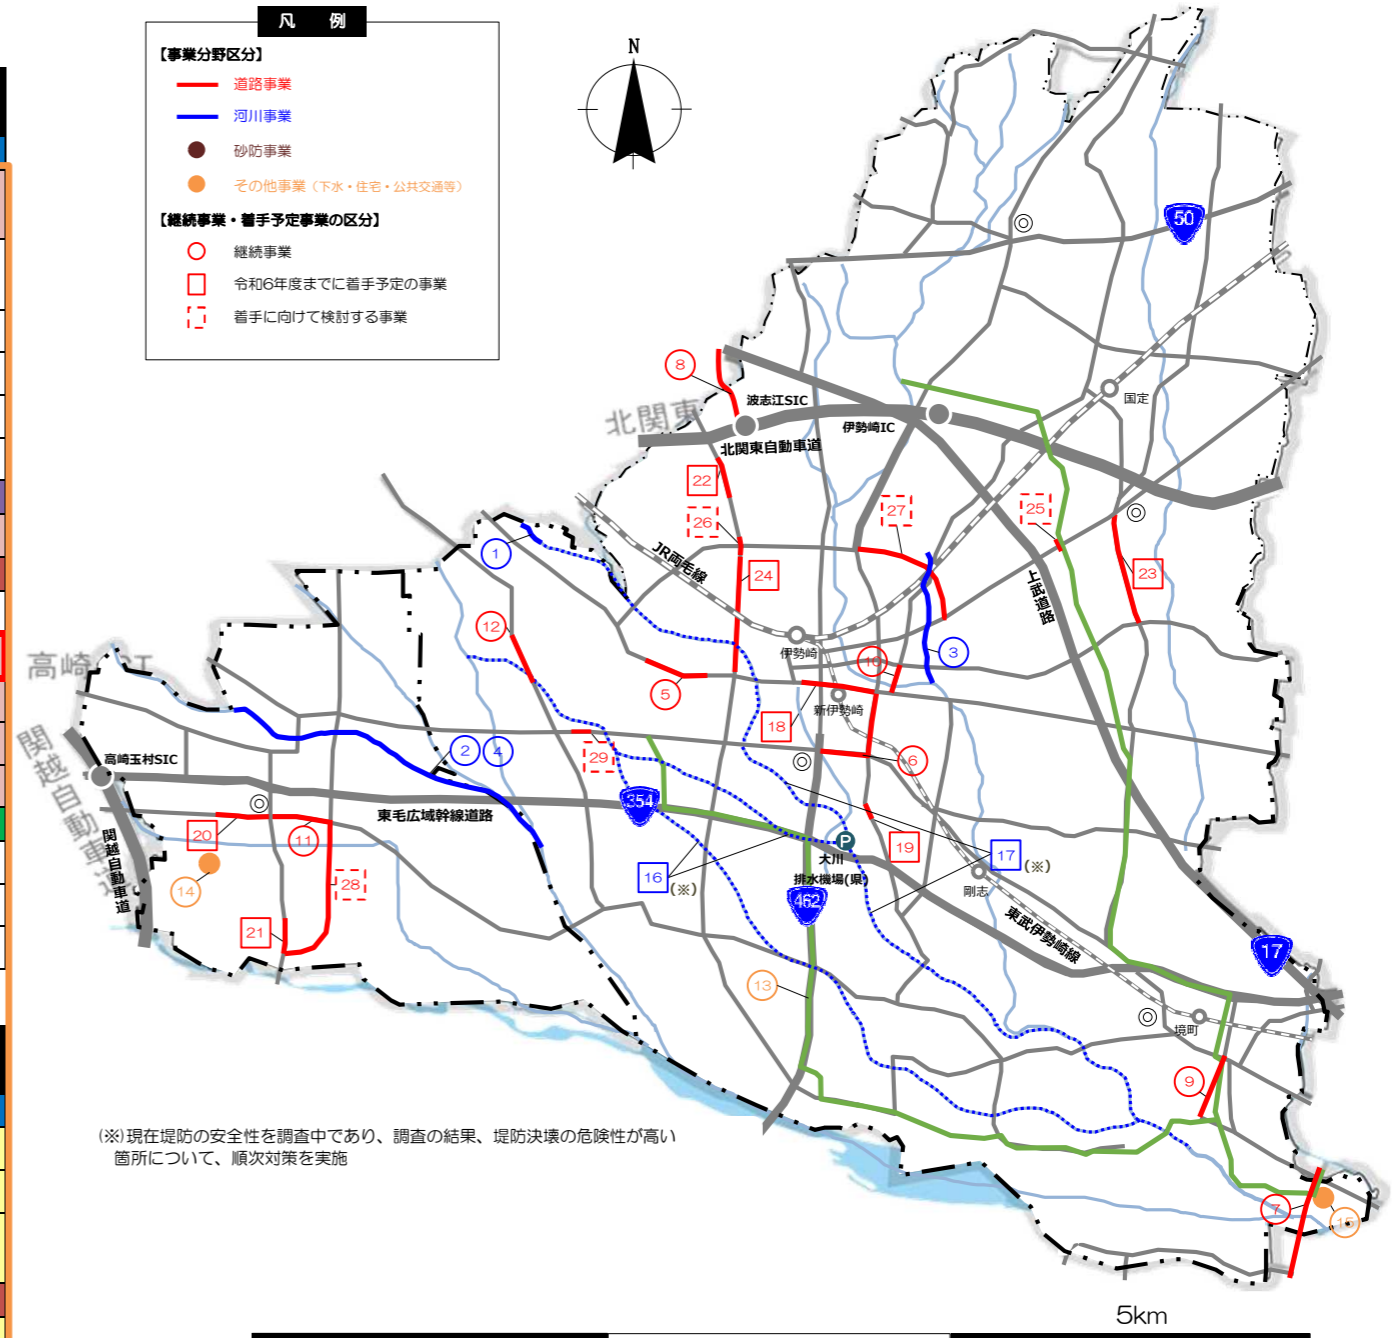 凡 例
【事業分野区分】
道路事業
河川事業
砂防事業
その他事業（下水・住宅・公共交通等）
【継続事業・着手予定事業の区分】
継続事業
令和6年度までに着手予定の事業
着手に向けて検討する事業
N
50
8
波志江SIC
北関東
伊勢崎IC
北関東自動車道
国定
22
26
27
25
1
JR両毛線
24
上武道路
23
12
伊勢崎
10
3
高崎
5
新伊勢崎
18
関越自動車道
高崎玉村SIC
2
4
29
6
354
東毛広域幹線道路
関越自動車道
20
11
P
大川
排水機場(県)
19
17
(※)
14
28
16
(※)
462
剛志
21
東武伊勢崎線
17
13
境町
9
(※)現在堤防の安全性を調査中であり、調査の結果、堤防決壊の危険性が高い
箇所について、順次対策を実施
7
15
5km